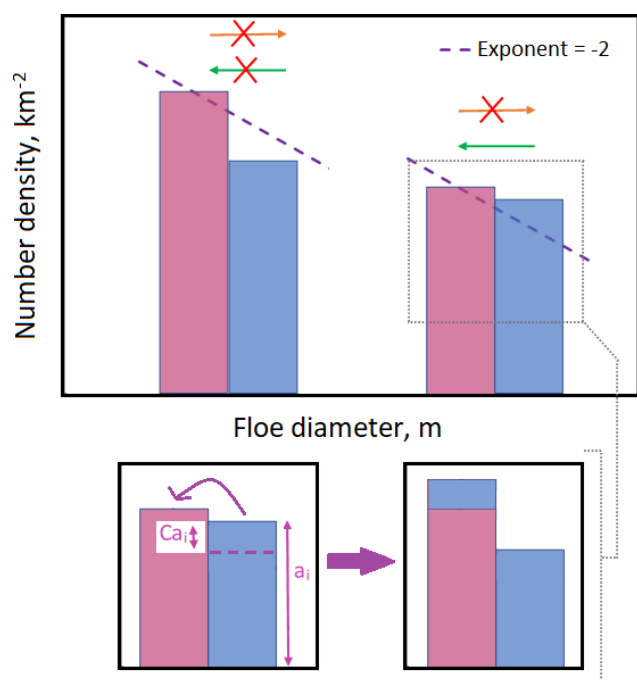 Exponent = -2
Number density, km⁻²
Floe diameter, m
Caᵢ
aᵢ